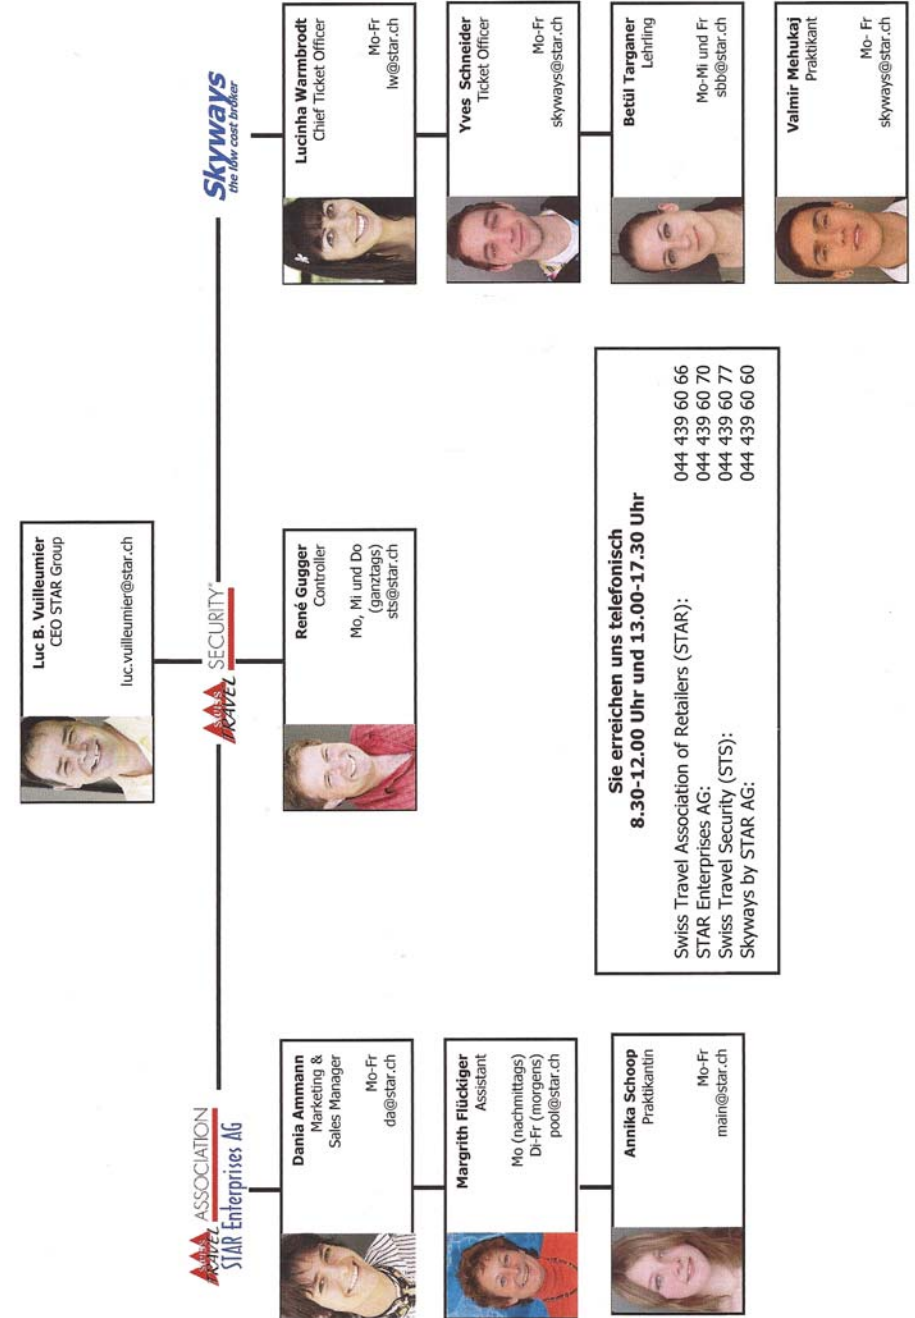 Luc B. Vuilleumier
CEO STAR Group
luc.vuilleumier@star.ch
SWISS
TRAVEL ASSOCIATION
STAR Enterprises AG
SWISS
TRAVEL SECURITY
Skyways
the low cost broker
Dania Ammann
Marketing &
Sales Manager
Mo-Fr
da@star.ch
Margrith Flückiger
Assistant
Mo (nachmittags)
Di-Fr (morgens)
pool@star.ch
Annika Schoop
Praktikantin
Mo-Fr
main@star.ch
René Gugger
Controller
Mo, Mi und Do
(ganztags)
sts@star.ch
Lucinha Warmbrodt
Chief Ticket Officer
Mo-Fr
lw@star.ch
Yves Schneider
Ticket Officer
Mo-Fr
skyways@star.ch
Betül Targaner
Lehrling
Mo-Mi und Fr
sbb@star.ch
Valmir Mehukaj
Praktikant
Mo- Fr
skyways@star.ch
Sie erreichen uns telefonisch
8.30-12.00 Uhr und 13.00-17.30 Uhr
Swiss Travel Association of Retailers (STAR): 044 439 60 66
STAR Enterprises AG: 044 439 60 70
Swiss Travel Security (STS): 044 439 60 77
Skyways by STAR AG: 044 439 60 60